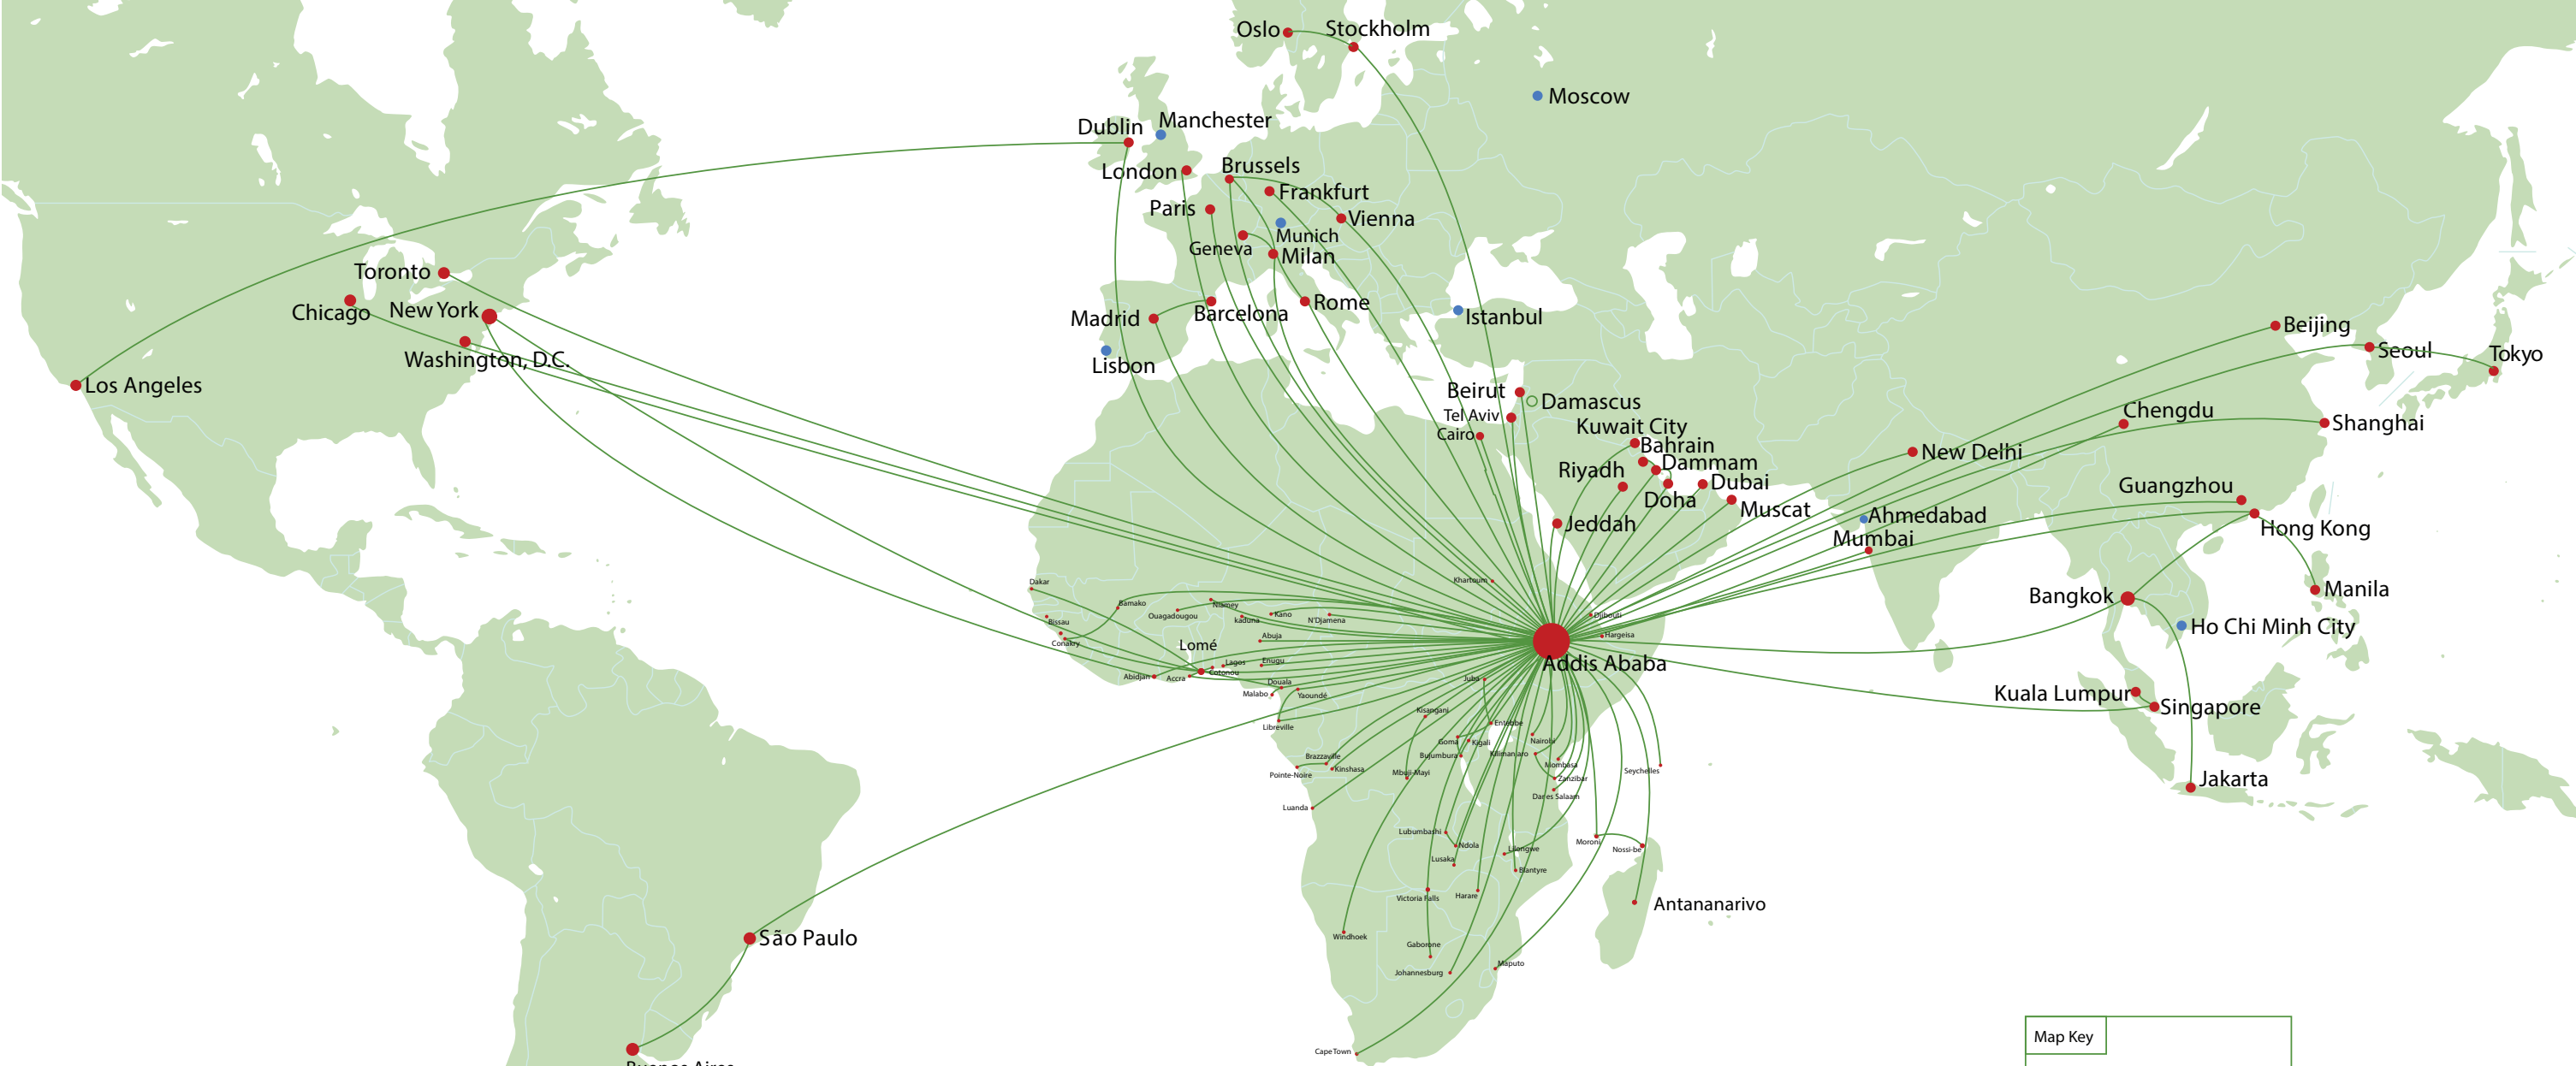 Oslo
Stockholm
Moscow
Dublin
Manchester
London
Brussels
Frankfurt
Paris
Vienna
Munich
Geneva
Milan
Toronto
Chicago
New York
Washington, D.C.
Los Angeles
Madrid
Barcelona
Rome
Lisbon
Istanbul
Beijing
Seoul
Tokyo
Beirut
Damascus
Tel Aviv
Cairo
Kuwait City
Bahrain
Dammam
Riyadh
Dubai
Doha
Muscat
Jeddah
New Delhi
Chengdu
Shanghai
Guangzhou
Hong Kong
Ahmedabad
Mumbai
Manila
Bangkok
Ho Chi Minh City
Kuala Lumpur
Singapore
Jakarta
Dakar
Bissau
Conakry
Bamako
Ouagadougou
Niamey
kaduna
Kano
N'Djamena
Khartoum
Djibouti
Hargeisa
Abuja
Lomé
Lagos
Enugu
Cotonou
Abidjan
Accra
Addis Ababa
Douala
Malabo
Yaoundé
Libreville
Juba
Kisangani
Entebbe
Goma
Kigali
Nairobi
Bujumbura
Kilimanjaro
Mombasa
Brazzaville
Kinshasa
Pointe-Noire
Mbuji-Mayi
Zanzibar
Seychelles
Dar es Salaam
Luanda
Lubumbashi
Ndola
Lusaka
Lilongwe
Moroni
Nossi-be
Blantyre
Victoria Falls
Harare
Antananarivo
Windhoek
Gaborone
Johannesburg
Maputo
São Paulo
Cape Town
Buenos Aires
Map Key